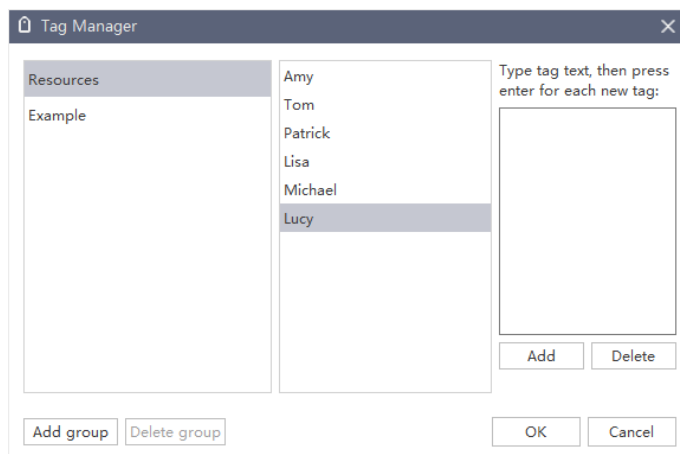 Tag Manager
Resources
Example
Amy
Tom
Patrick
Lisa
Michael
Lucy
Type tag text, then press
enter for each new tag:
Add
Delete
Add group
Delete group
OK
Cancel